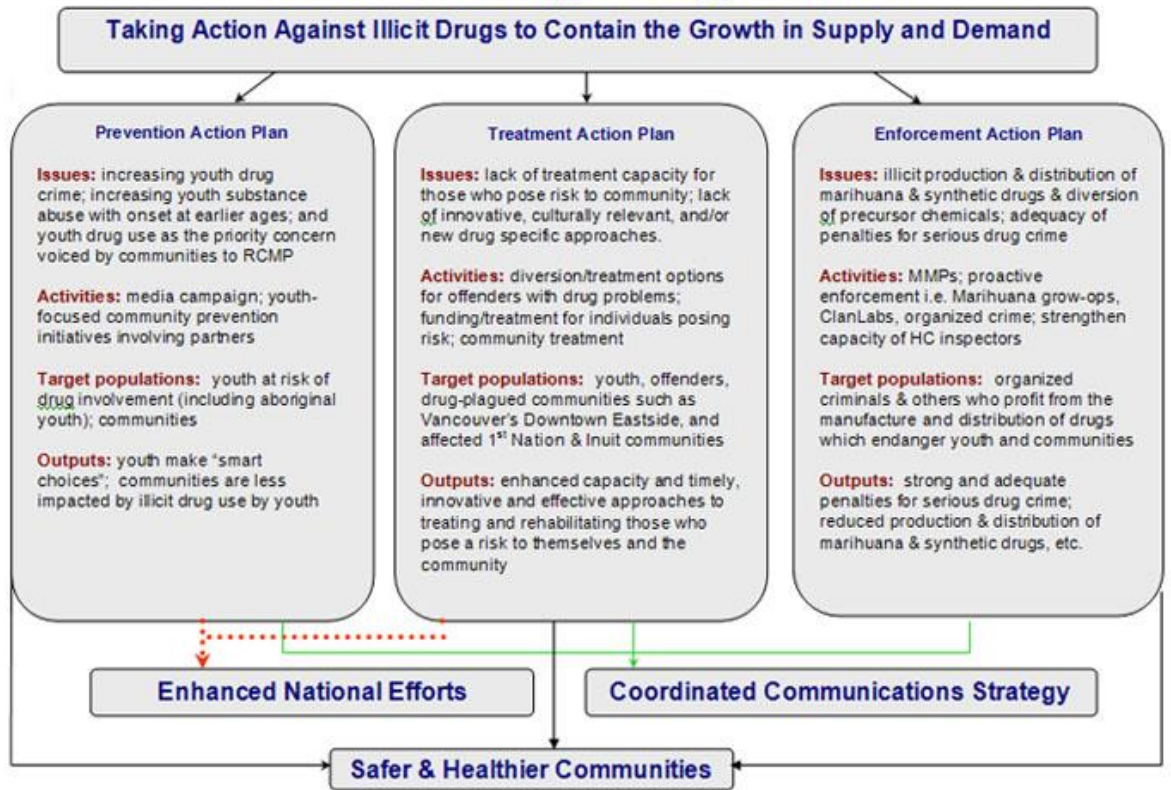 Taking Action Against Illicit Drugs to Contain the Growth in Supply and Demand
Prevention Action Plan
Issues: increasing youth drug
crime; increasing youth substance
abuse with onset at earlier ages; and
youth drug use as the priority concern
voiced by communities to RCMP
Activities: media campaign; youth-
focused community prevention
initiatives involving partners
Target populations: youth at risk of
drug involvement (including aboriginal
youth); communities
Outputs: youth make “smart
choices”; communities are less
impacted by illicit drug use by youth
Treatment Action Plan
Issues: lack of treatment capacity for
those who pose risk to community; lack
of innovative, culturally relevant, and/or
new drug specific approaches.
Activities: diversion/treatment options
for offenders with drug problems;
funding/treatment for individuals posing
risk; community treatment
Target populations: youth, offenders,
drug-plagued communities such as
Vancouver’s Downtown Eastside, and
affected 1st Nation & Inuit communities
Outputs: enhanced capacity and timely,
innovative and effective approaches to
treating and rehabilitating those who
pose a risk to themselves and the
community
Enforcement Action Plan
Issues: illicit production & distribution of
marihuana & synthetic drugs & diversion
of precursor chemicals; adequacy of
penalties for serious drug crime
Activities: MMPs; proactive
enforcement i.e. Marihuana grow-ops,
ClanLabs, organized crime; strengthen
capacity of HC inspectors
Target populations: organized
criminals & others who profit from the
manufacture and distribution of drugs
which endanger youth and communities
Outputs: strong and adequate
penalties for serious drug crime;
reduced production & distribution of
marihuana & synthetic drugs, etc.
Enhanced National Efforts
Coordinated Communications Strategy
Safer & Healthier Communities